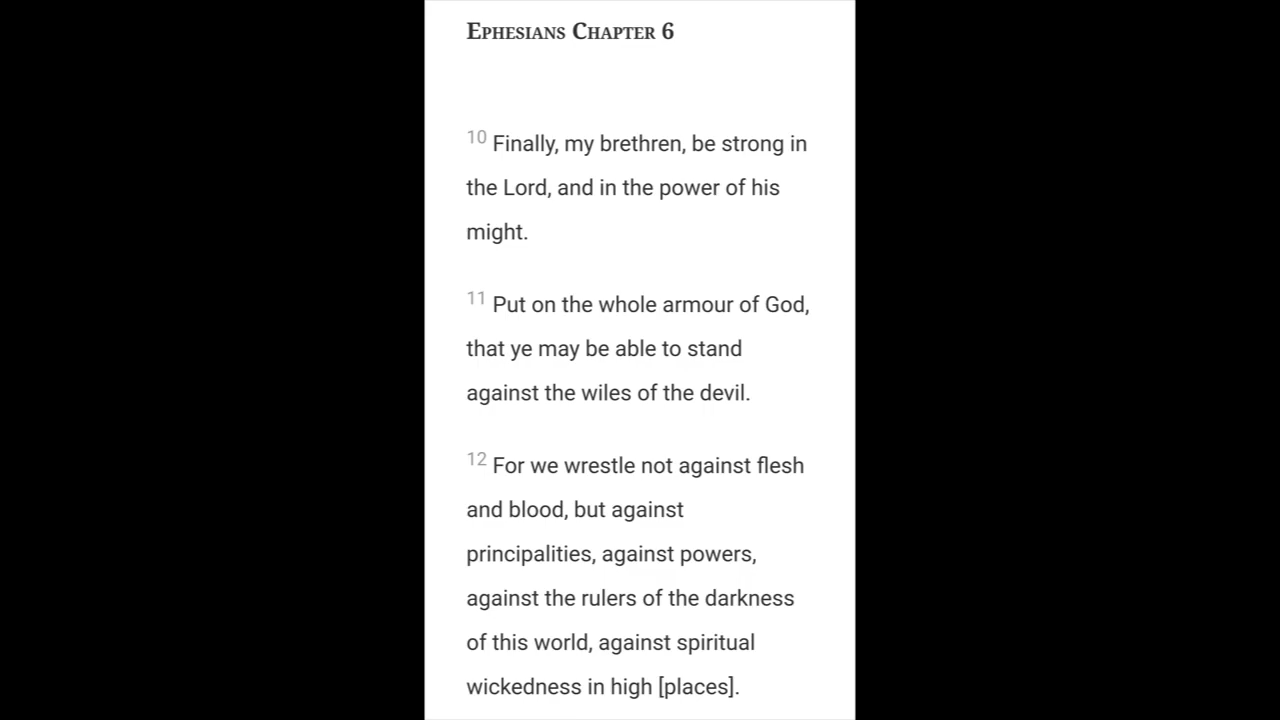 Ephesians Chapter 6
10 Finally, my brethren, be strong in
the Lord, and in the power of his
might.
11 Put on the whole armour of God,
that ye may be able to stand
against the wiles of the devil.
12 For we wrestle not against flesh
and blood, but against
principalities, against powers,
against the rulers of the darkness
of this world, against spiritual
wickedness in high [places].